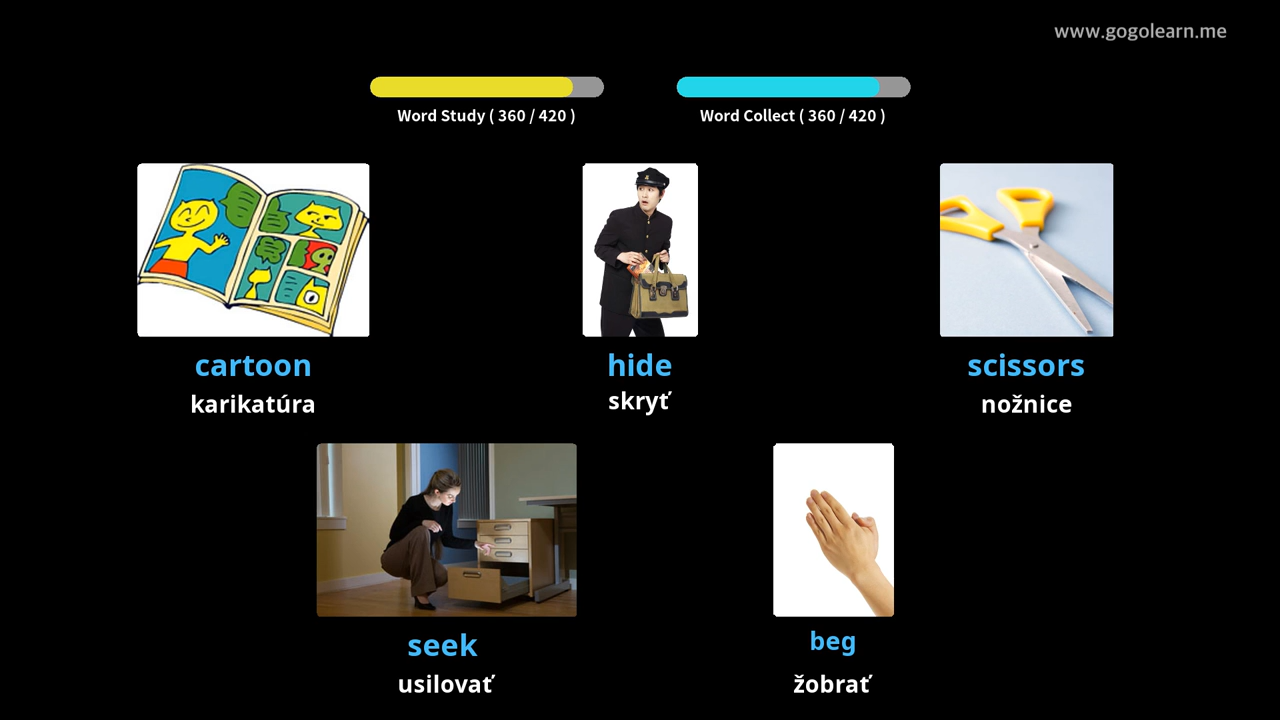 www.gogolearn.me
Word Study ( 360 / 420 )
Word Collect ( 360 / 420 )
cartoon
karikatúra
hide
skryť
scissors
nožnice
seek
usilovať
beg
žobrať